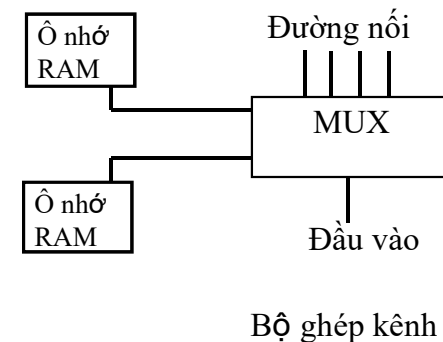 Ô nhớ
RAM
Đường nối
MUX
Ô nhớ
RAM
Đầu vào
Bộ ghép kênh